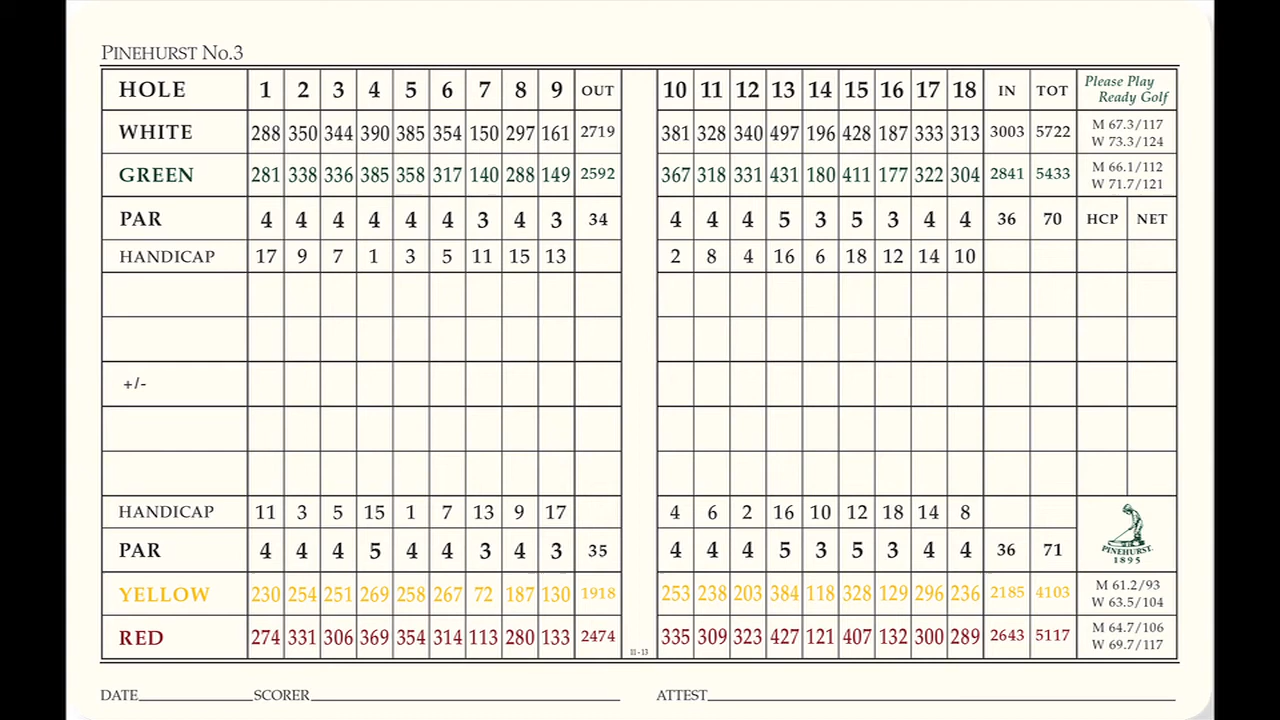 PINEHURST No.3
HOLE 1 2 3 4 5 6 7 8 9 OUT 10 11 12 13 14 15 16 17 18 IN TOT Please Play Ready Golf
WHITE 288 350 344 390 385 354 150 297 161 2719 381 328 340 497 196 428 187 333 313 3003 5722 M 67.3/117 W 73.3/124
GREEN 281 338 336 385 358 317 140 288 149 2592 367 318 331 431 180 411 177 322 304 2841 5433 M 66.1/112 W 71.7/121
PAR 4 4 4 4 4 4 3 4 3 34 4 4 4 5 3 5 3 4 4 36 70 HCP NET
HANDICAP 17 9 7 1 3 5 11 15 13 2 8 4 16 6 18 12 14 10
+/-
HANDICAP 11 3 5 15 1 7 13 9 17 4 6 2 16 10 12 18 14 8
PAR 4 4 4 5 4 4 3 4 3 35 4 4 4 5 3 5 3 4 4 36 71 PINEHURST. 1895
YELLOW 230 254 251 269 258 267 72 187 130 1918 253 238 203 384 118 328 129 296 236 2185 4103 M 61.2/93 W 63.5/104
RED 274 331 306 369 354 314 113 280 133 2474 11-13 335 309 323 427 121 407 132 300 289 2643 5117 M 64.7/106 W 69.7/117
DATE SCORER ATTEST